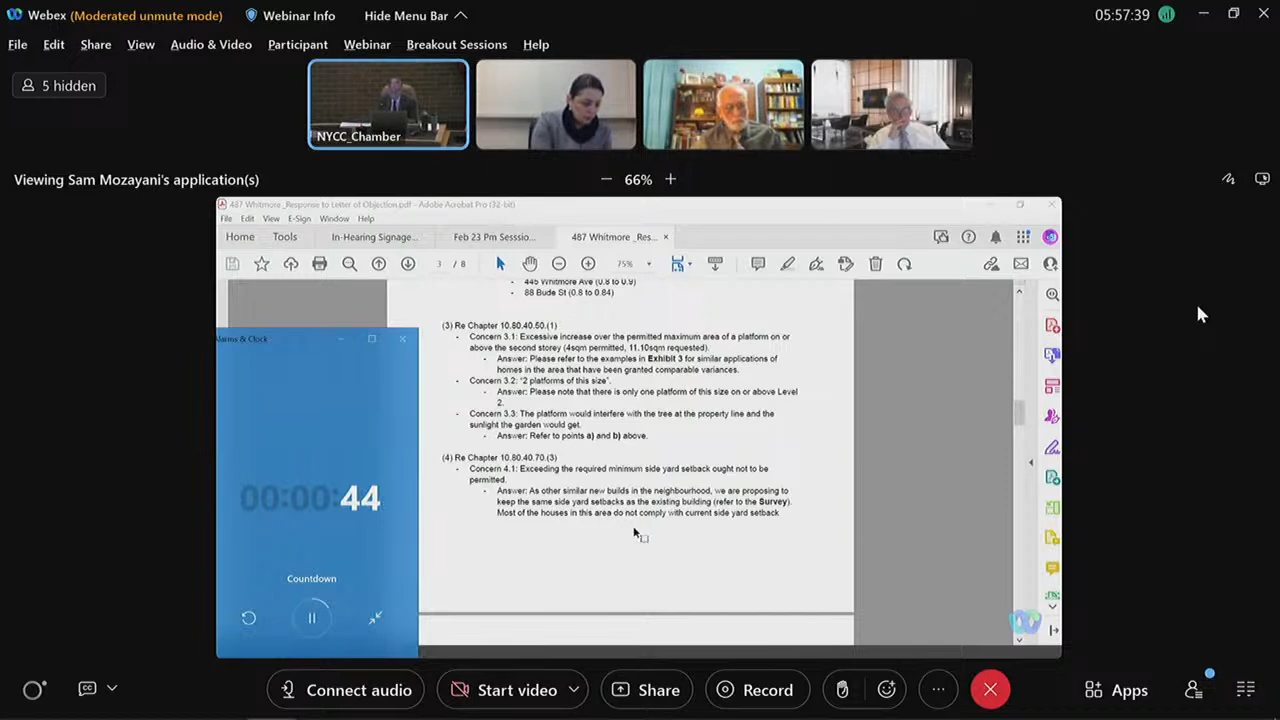 Webex (Moderated unmute mode) Webinar Info Hide Menu Bar 05:57:39
File Edit Share View Audio & Video Participant Webinar Breakout Sessions Help
5 hidden
NYCC_Chamber
Viewing Sam Mozayani's application(s) 66%
487 Whitmore _Response to Letter of Objection.pdf - Adobe Acrobat Pro (32-bit)
File Edit View E-Sign Window Help
Home Tools In-Hearing Signage... Feb 23 Pm Sesssio... 487 Whitmore _Res... ×
3 / 8 75%
- 445 Whitmore Ave (0.8 to 0.9)
- 88 Bude St (0.8 to 0.84)
(3) Re Chapter 10.80.40.50.(1)
- Concern 3.1: Excessive increase over the permitted maximum area of a platform on or
above the second storey (4sqm permitted, 11.10sqm requested).
- Answer: Please refer to the examples in Exhibit 3 for similar applications of
homes in the area that have been granted comparable variances.
- Concern 3.2: "2 platforms of this size".
- Answer: Please note that there is only one platform of this size on or above Level
2.
- Concern 3.3: The platform would interfere with the tree at the property line and the
sunlight the garden would get.
- Answer: Refer to points a) and b) above.
(4) Re Chapter 10.80.40.70.(3)
- Concern 4.1: Exceeding the required minimum side yard setback ought not to be
permitted.
- Answer: As other similar new builds in the neighbourhood, we are proposing to
keep the same side yard setbacks as the existing building (refer to the Survey).
Most of the houses in this area do not comply with current side yard setback
Alarms & Clock
00:00:44
Countdown
Connect audio Start video Share Record Apps